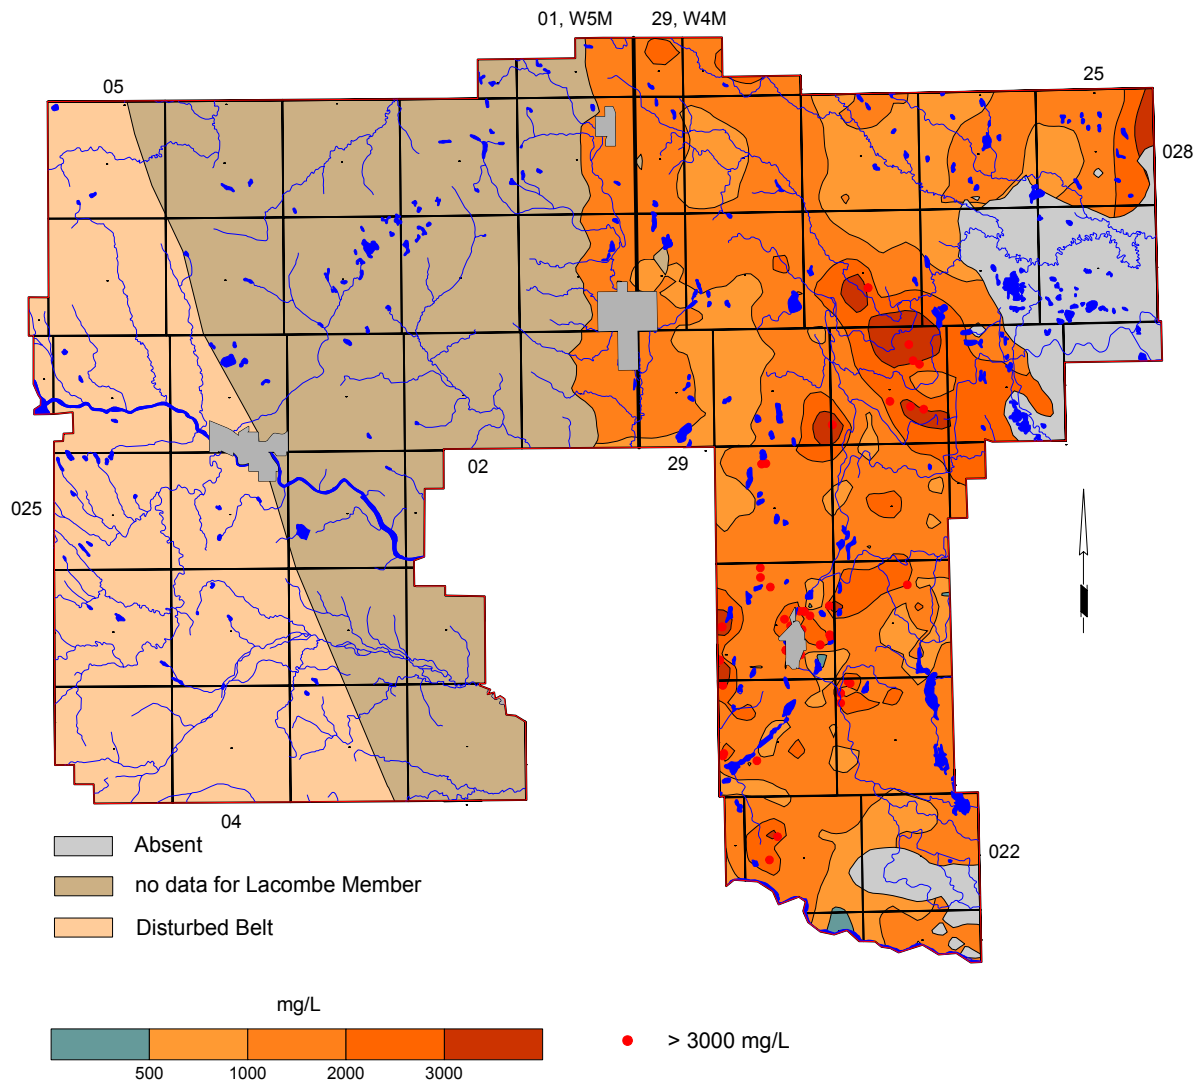 01, W5M
29, W4M
05
25
028
02
29
025
04
022
Absent
no data for Lacombe Member
Disturbed Belt
mg/L
500
1000
2000
3000
> 3000 mg/L